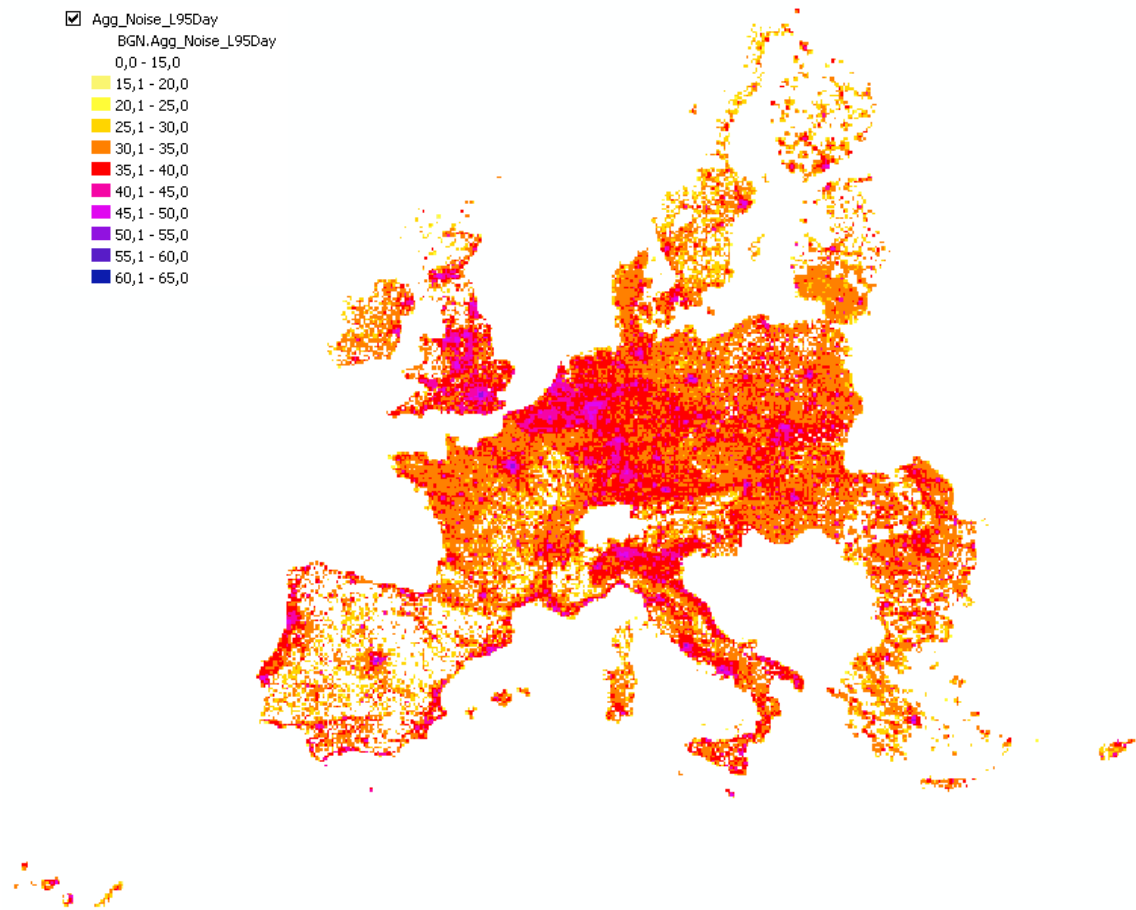 Agg_Noise_L95Day
BGN.Agg_Noise_L95Day
0,0 - 15,0
15,1 - 20,0
20,1 - 25,0
25,1 - 30,0
30,1 - 35,0
35,1 - 40,0
40,1 - 45,0
45,1 - 50,0
50,1 - 55,0
55,1 - 60,0
60,1 - 65,0